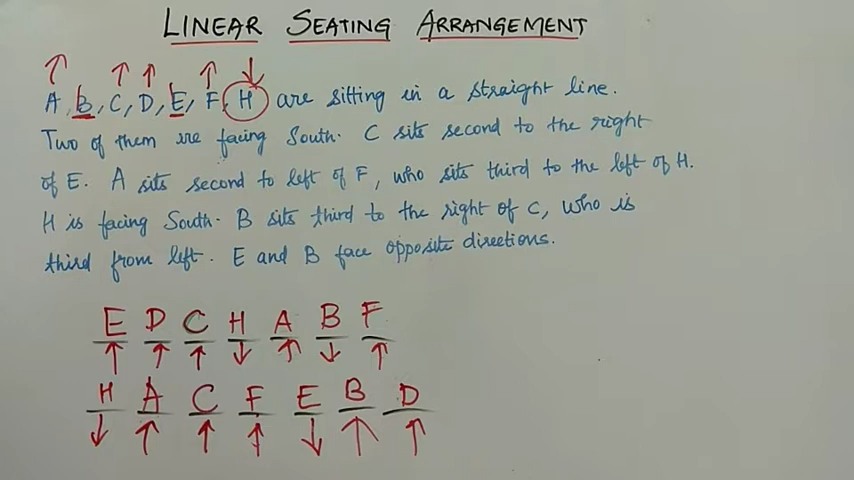 LINEAR SEATING ARRANGEMENT
A, B, C, D, E, F, H are sitting in a straight line.
Two of them are facing South. C sits second to the right
of E. A sits second to left of F, who sits third to the left of H.
H is facing South. B sits third to the right of C, who is
third from left. E and B face opposite directions.
E D C H A B F
↑ ↑ ↑ ↓ ↑ ↓ ↑
H A C F E B D
↓ ↑ ↑ ↑ ↓ ↑ ↑